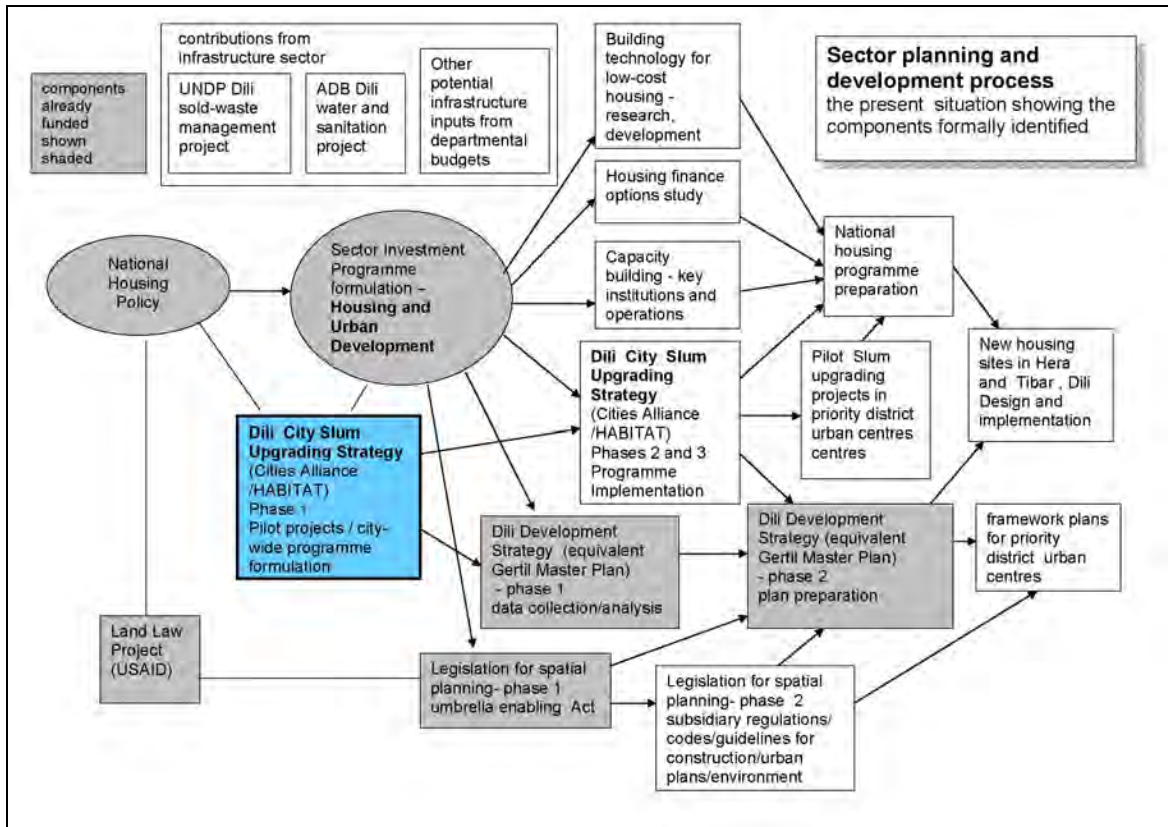 components
already
funded
shown
shaded
contributions from
infrastructure sector
UNDP Dili
sold-waste
management
project
ADB Dili
water and
sanitation
project
Other
potential
infrastructure
inputs from
departmental
budgets
Building
technology for
low-cost
housing -
research,
development
Sector planning and
development process
the present situation showing the
components formally identified
Housing finance
options study
National
Housing
Policy
Sector Investment
Programme
formulation –
Housing and
Urban
Development
Capacity
building - key
institutions and
operations
National
housing
programme
preparation
Dili City Slum
Upgrading
Strategy
(Cities Alliance
/HABITAT)
Phases 2 and 3
Programme
Implementation
Pilot Slum
upgrading
projects in
priority district
urban centres
centres
New housing
sites in Hera
and Tibar , Dili
Design and
implementation
Dili City Slum
Upgrading Strategy
(Cities Alliance
/HABITAT)
Phase 1
Pilot projects / city-
wide programme
formulation
Dili Development
Strategy (equivalent
Gertil Master Plan)
- phase 1
data collection/analysis
Dili Development
Strategy (equivalent
Gertil Master Plan)
- phase 2
plan preparation
framework plans
for priority
district urban
centres
Land Law
Project
(USAID)
Legislation for spatial
planning- phase 1
umbrella enabling Act
Legislation for spatial
planning- phase 2
subsidiary regulations/
codes/guidelines for
construction/urban
plans/environment